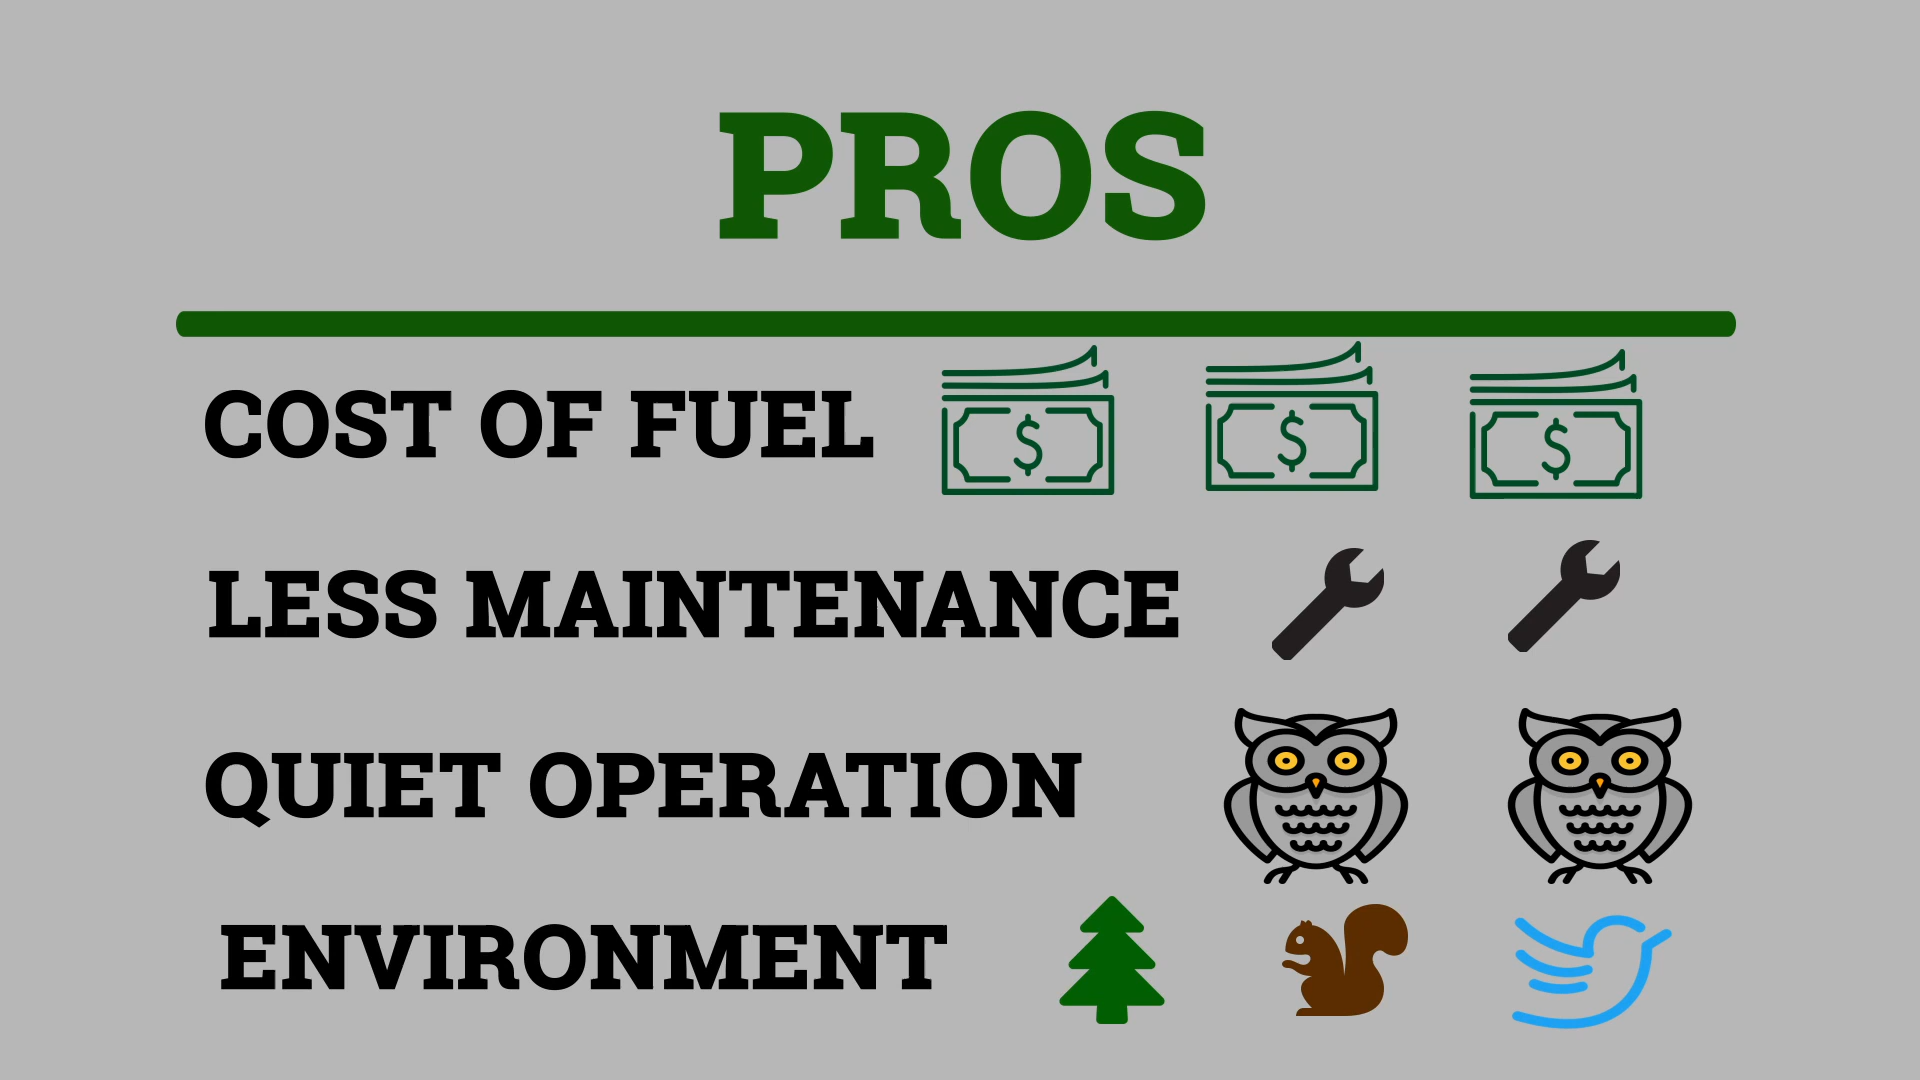 PROS
COST OF FUEL
LESS MAINTENANCE
QUIET OPERATION
ENVIRONMENT